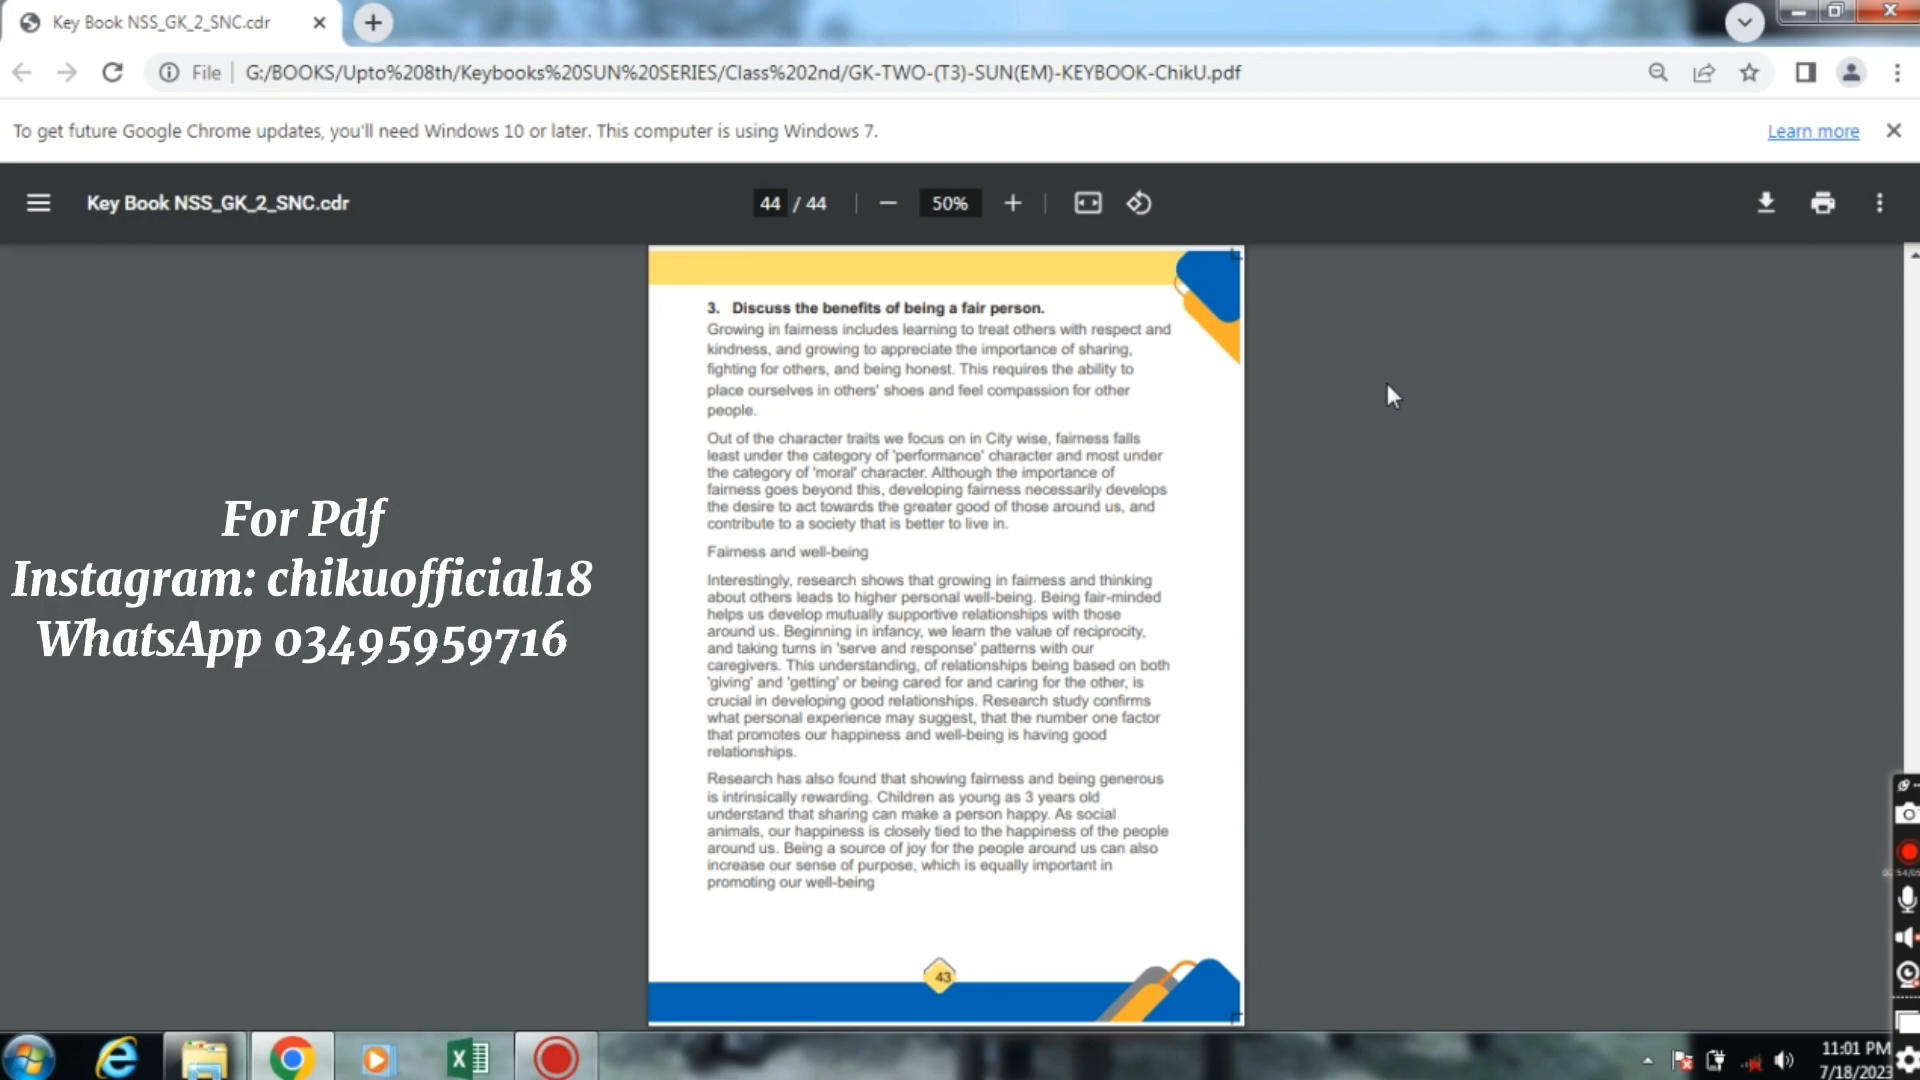 Key Book NSS_GK_2_SNC.cdr
File
G:/BOOKS/Upto%208th/Keybooks%20SUN%20SERIES/Class%202nd/GK-TWO-(T3)-SUN(EM)-KEYBOOK-ChikU.pdf
To get future Google Chrome updates, you'll need Windows 10 or later. This computer is using Windows 7.
Learn more
Key Book NSS_GK_2_SNC.cdr
44 / 44
50%
3. Discuss the benefits of being a fair person.
Growing in fairness includes learning to treat others with respect and
kindness, and growing to appreciate the importance of sharing,
fighting for others, and being honest. This requires the ability to
place ourselves in others' shoes and feel compassion for other
people.
Out of the character traits we focus on in City wise, fairness falls
least under the category of 'performance' character and most under
the category of 'moral' character. Although the importance of
fairness goes beyond this, developing fairness necessarily develops
the desire to act towards the greater good of those around us, and
contribute to a society that is better to live in.
Fairness and well-being
Interestingly, research shows that growing in fairness and thinking
about others leads to higher personal well-being. Being fair-minded
helps us develop mutually supportive relationships with those
around us. Beginning in infancy, we learn the value of reciprocity,
and taking turns in 'serve and response' patterns with our
caregivers. This understanding, of relationships being based on both
'giving' and 'getting' or being cared for and caring for the other, is
crucial in developing good relationships. Research study confirms
what personal experience may suggest, that the number one factor
that promotes our happiness and well-being is having good
relationships.
Research has also found that showing fairness and being generous
is intrinsically rewarding. Children as young as 3 years old
understand that sharing can make a person happy. As social
animals, our happiness is closely tied to the happiness of the people
around us. Being a source of joy for the people around us can also
increase our sense of purpose, which is equally important in
promoting our well-being
43
For Pdf
Instagram: chikuofficial18
WhatsApp 03495959716
11:01 PM
7/18/2023